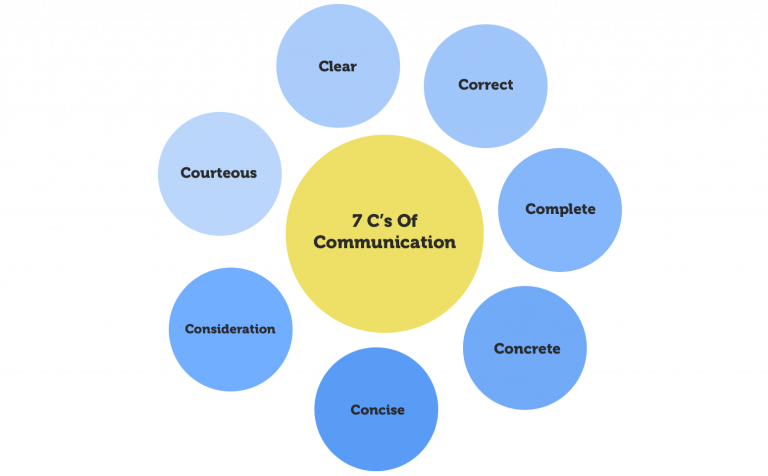 Clear
Correct
Courteous
7 C's Of
Communication
Complete
Consideration
Concrete
Concise